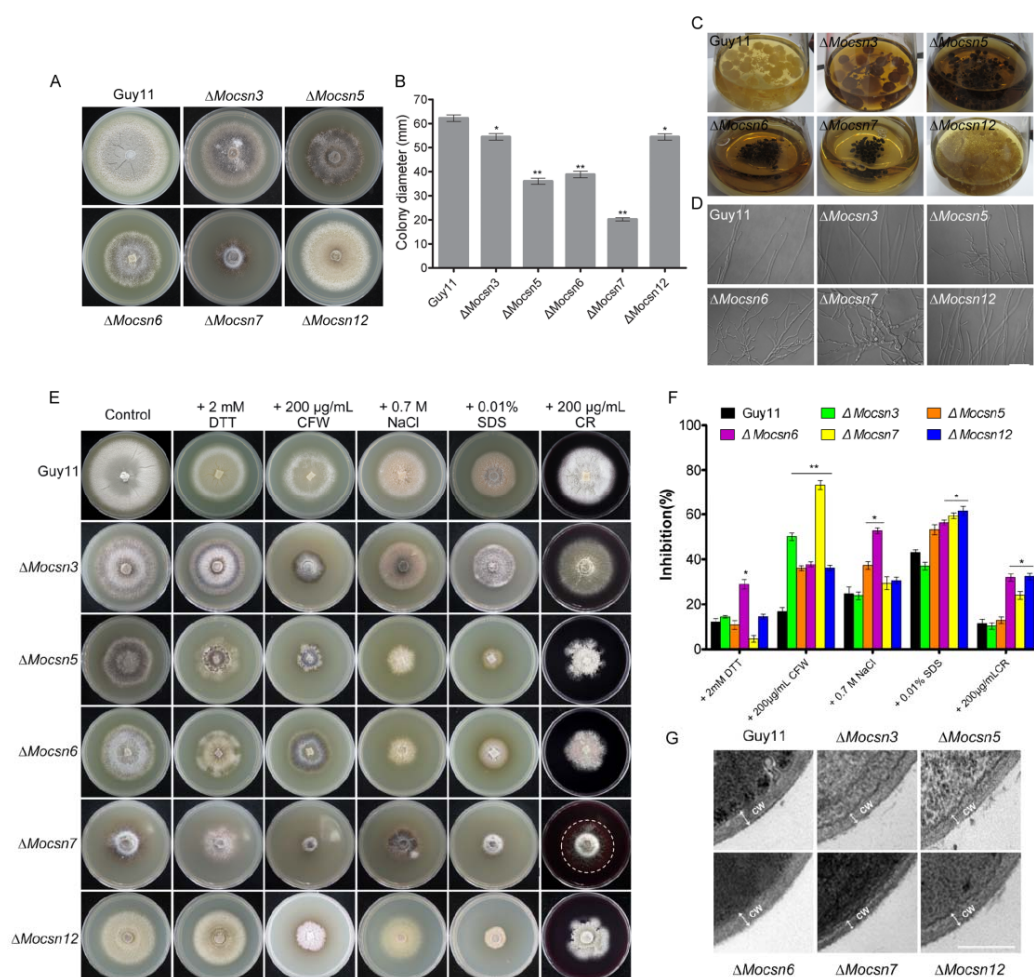 A
Guy11
ΔMocsn3
ΔMocsn5
ΔMocsn6
ΔMocsn7
ΔMocsn12
B
Colony diameter (mm)
70
60
50
40
30
20
10
0
*
**
**
**
*
Guy11
ΔMocsn3
ΔMocsn5
ΔMocsn6
ΔMocsn7
ΔMocsn12
C
Guy11
ΔMocsn3
ΔMocsn5
ΔMocsn6
ΔMocsn7
ΔMocsn12
D
Guy11
ΔMocsn3
ΔMocsn5
ΔMocsn6
ΔMocsn7
ΔMocsn12
E
Control
+ 2 mM
DTT
+ 200 μg/mL
CFW
+ 0.7 M
NaCl
+ 0.01%
SDS
+ 200 μg/mL
CR
Guy11
ΔMocsn3
ΔMocsn5
ΔMocsn6
ΔMocsn7
ΔMocsn12
F
Guy11
Δ Mocsn3
Δ Mocsn5
Δ Mocsn6
Δ Mocsn7
Δ Mocsn12
Inhibition(%)
100
80
60
40
20
0
*
**
*
*
*
+ 2mM DTT
+ 200μg/mL CFW
+ 0.7 M NaCl
+ 0.01% SDS
+ 200μg/mLCR
G
Guy11
ΔMocsn3
ΔMocsn5
CW
CW
CW
CW
CW
CW
ΔMocsn6
ΔMocsn7
ΔMocsn12